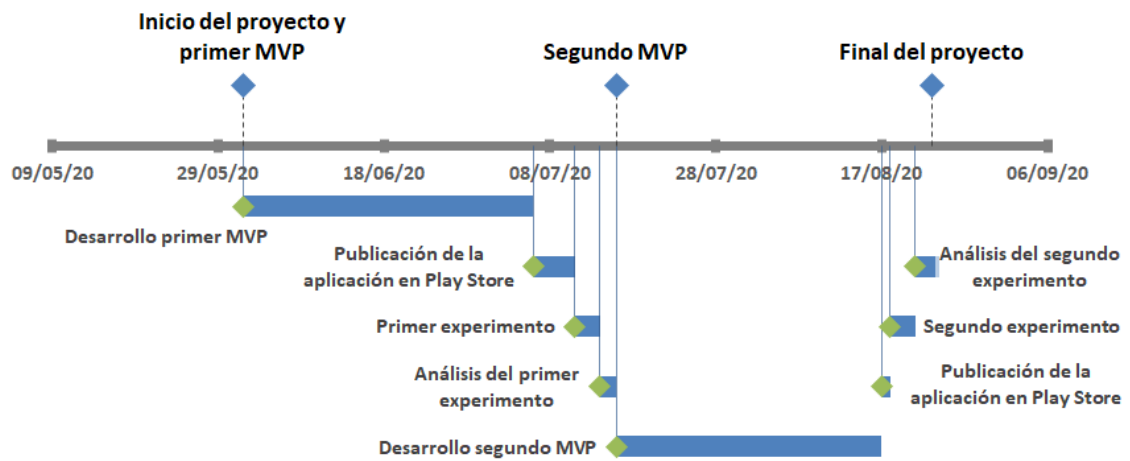 Inicio del proyecto y
primer MVP
Segundo MVP
Final del proyecto
09/05/20
29/05/20
18/06/20
08/07/20
28/07/20
17/08/20
06/09/20
Desarrollo primer MVP
Publicación de la
aplicación en Play Store
Análisis del segundo
experimento
Primer experimento
Segundo experimento
Análisis del primer
experimento
Publicación de la
aplicación en Play Store
Desarrollo segundo MVP